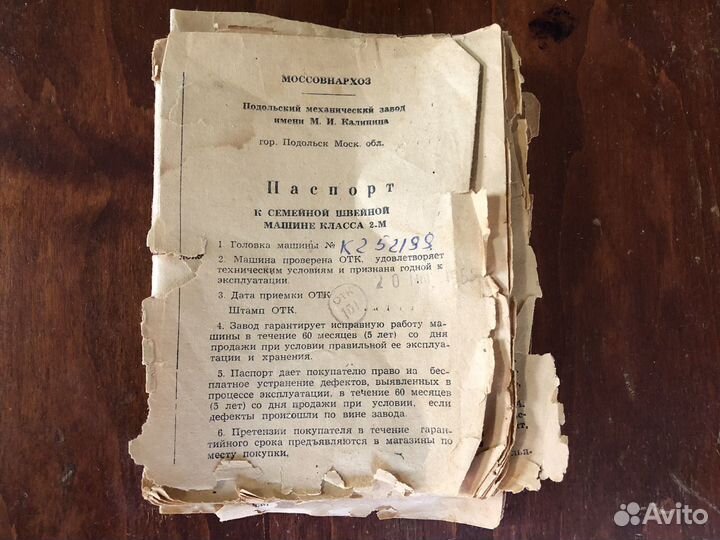 МОССОВНАРХОЗ
Подольский механический завод
имени М. И. Калинина
гор. Подольск Моск. обл.
Паспорт
К СЕМЕЙНОЙ ШВЕЙНОЙ
МАШИНЕ КЛАССА 2-М
1 Головка машины № К252199
2. Машина проверена ОТК. удовлетворяет
техническим условиям и признана годной к
эксплуатации.
3. Дата приемки ОТК 20
Штамп ОТК.
4. Завод гарантирует исправную работу ма-
шины в течение 60 месяцев (5 лет) со дня
продажи при условии правильной ее эксплуа-
тации и хранения.
5. Паспорт дает покупателю право на бес-
платное устранение дефектов, выявленных в
процессе эксплуатации, в течение 60 месяцев
(5 лет) со дня продажи при условии, если
дефекты произошли по вине завода.
6. Претензии покупателя в течение гаран-
тийного срока предъявляются в магазины по
месту покупки.
Avito